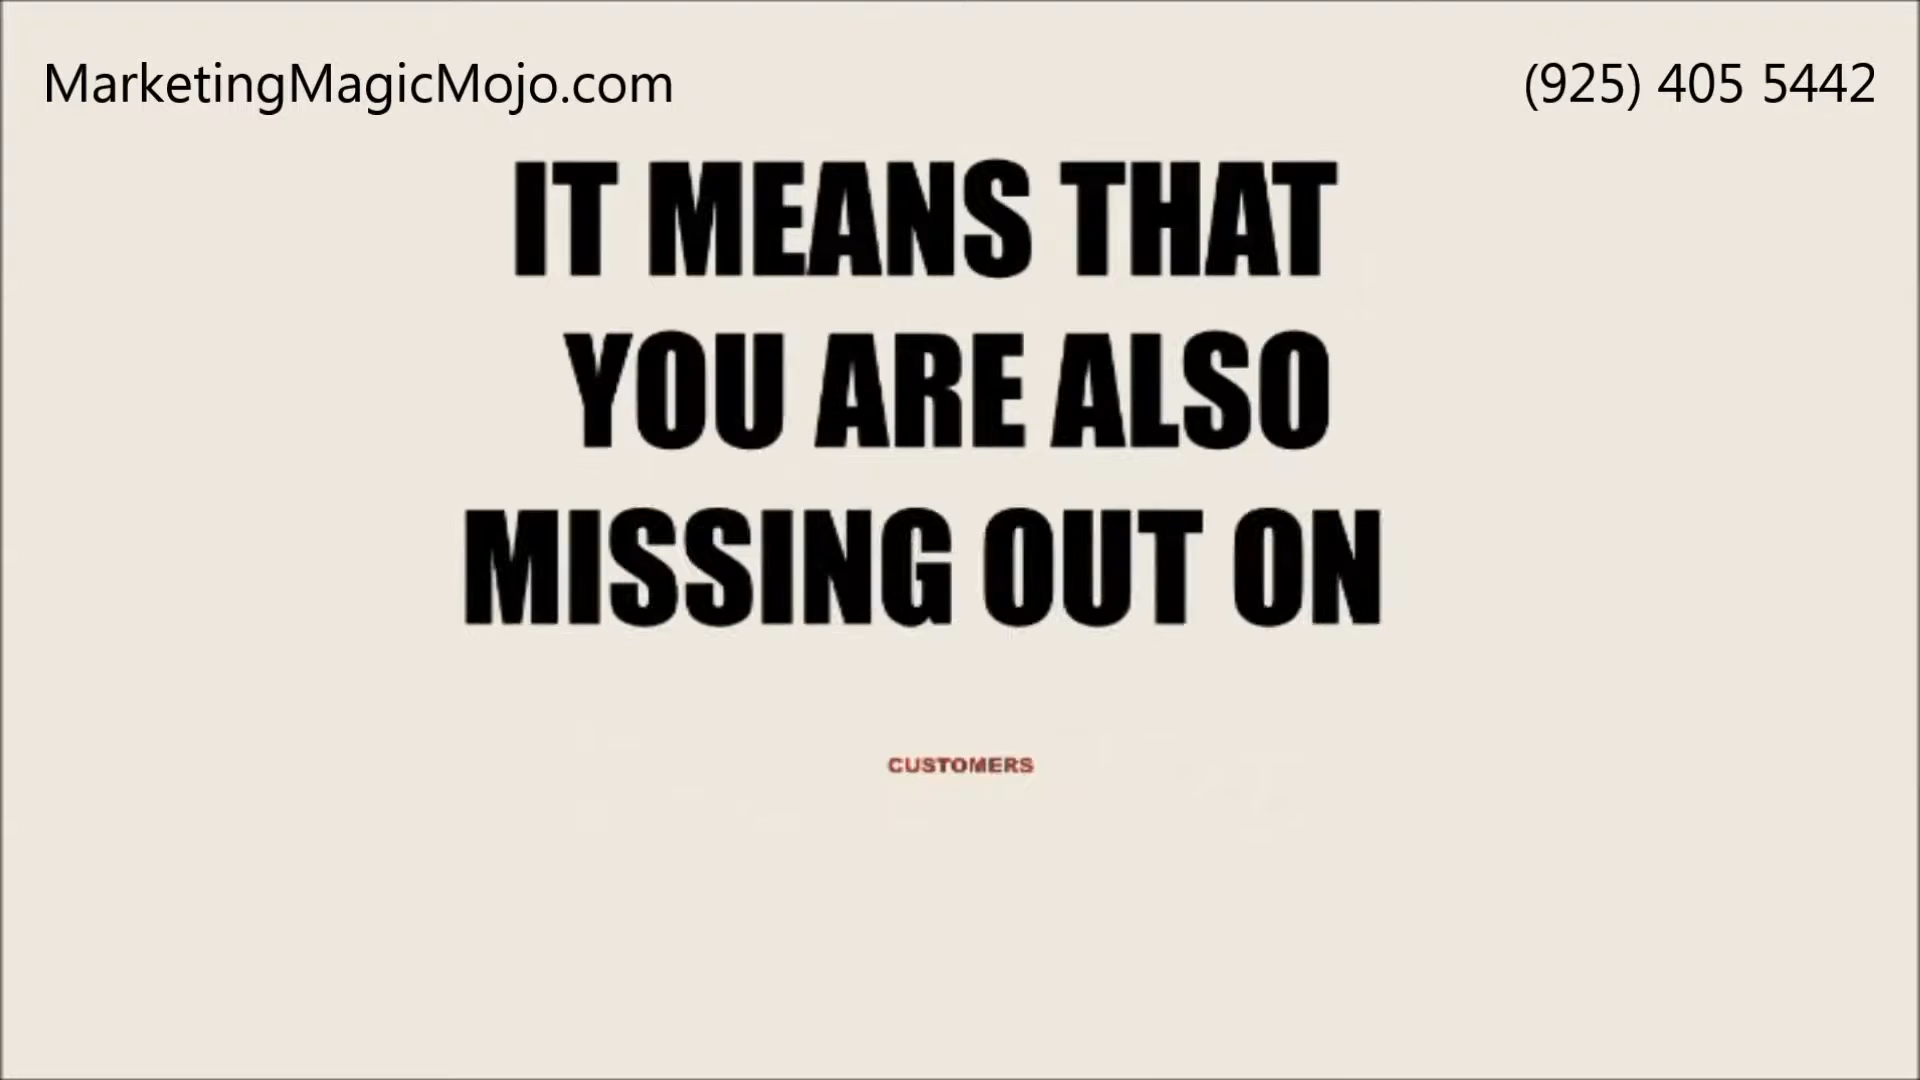 MarketingMagicMojo.com
(925) 405 5442
IT MEANS THAT
YOU ARE ALSO
MISSING OUT ON
CUSTOMERS